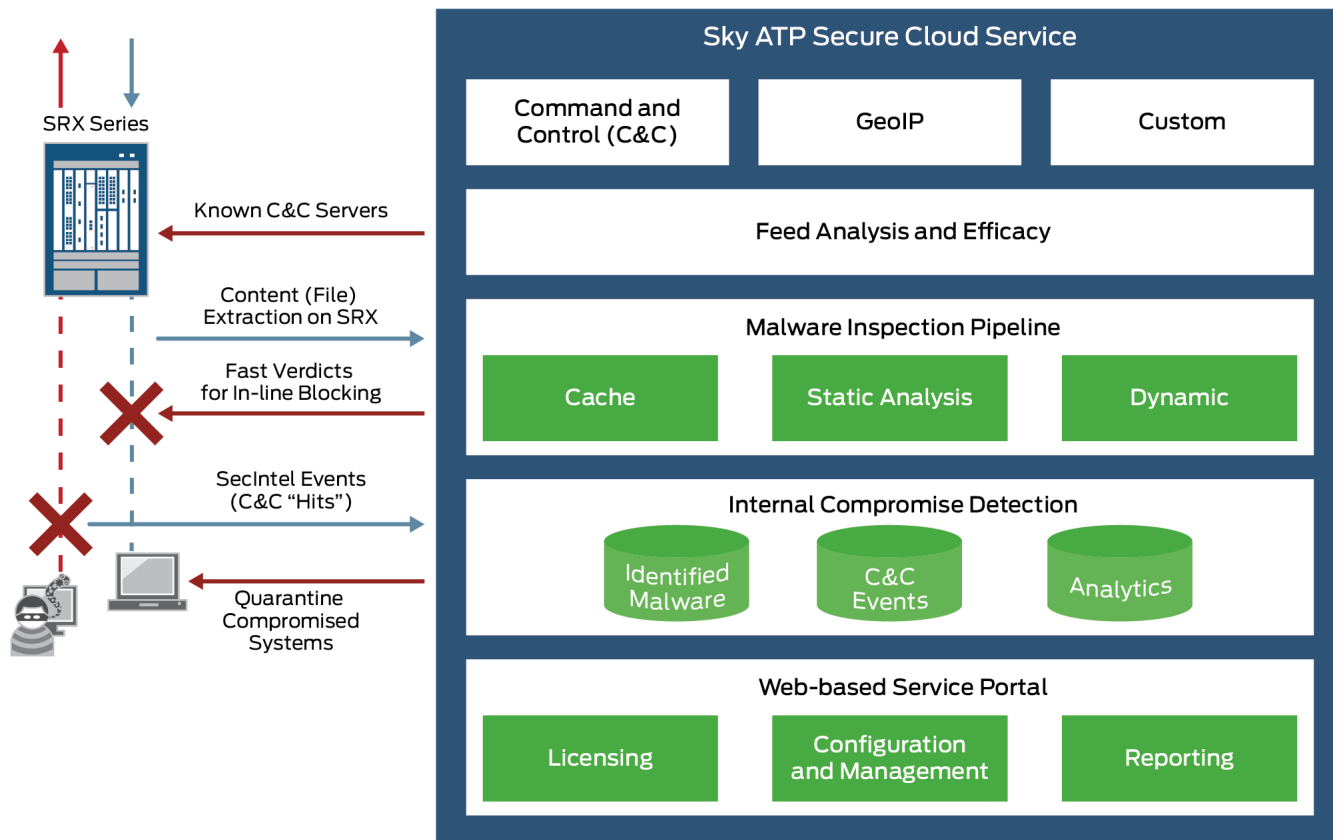 Sky ATP Secure Cloud Service
SRX Series
Command and
Control (C&C)
GeoIP
Custom
Known C&C Servers
Feed Analysis and Efficacy
Content (File)
Extraction on SRX
Malware Inspection Pipeline
Fast Verdicts
for In-line Blocking
Cache
Static Analysis
Dynamic
SecIntel Events
(C&C “Hits”)
Internal Compromise Detection
Identified
Malware
C&C
Events
Analytics
Quarantine
Compromised
Systems
Web-based Service Portal
Licensing
Configuration
and Management
Reporting